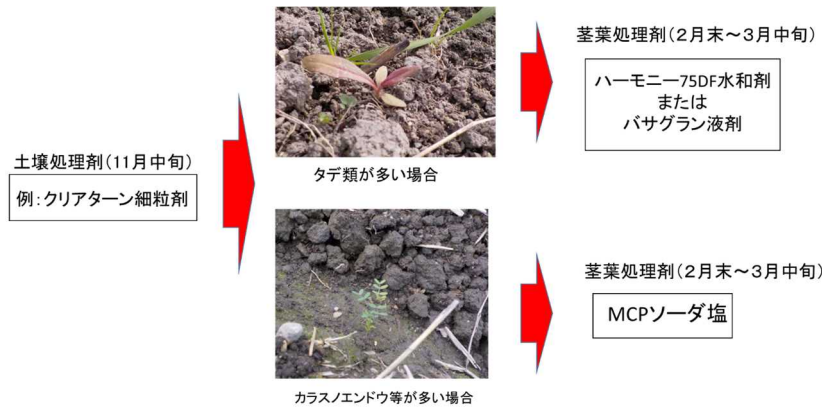 土壌処理剤（11月中旬）
例：クリアターン細粒剤
タデ類が多い場合
茎葉処理剤（２月末～３月中旬）
ハーモニー75DF水和剤
または
バサグラン液剤
カラスノエンドウ等が多い場合
茎葉処理剤（２月末～３月中旬）
MCPソーダ塩